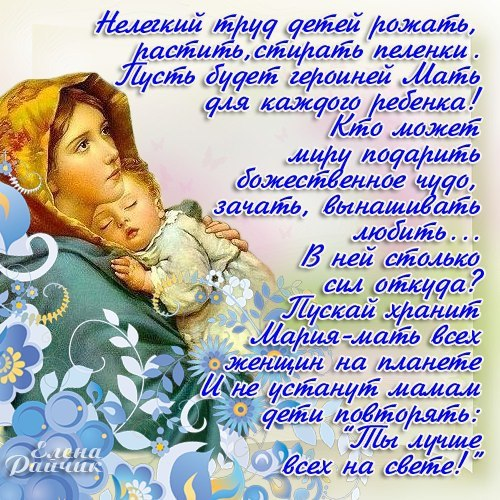 Нелегкий труд детей рожать,
растить,стирать пеленки.
Пусть будет героиней Мать
для каждого ребенка!
Кто может
миру подарить
божественное чудо,
зачать, вынашивать
любить...
В ней столько
сил откуда?
Пускай хранит
Мария-мать всех
женщин на планете
И не устанут мамам
дети повторять:
"Ты лучше
всех на свете!"
Елена
Райчик